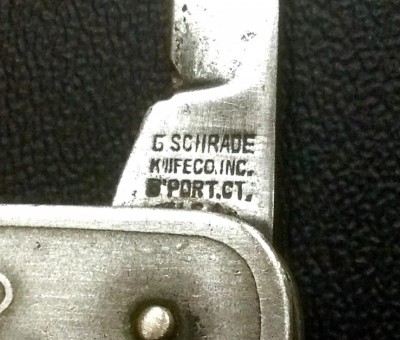 G SCHRADE
KNIFE CO. INC.
B'PORT. CT.